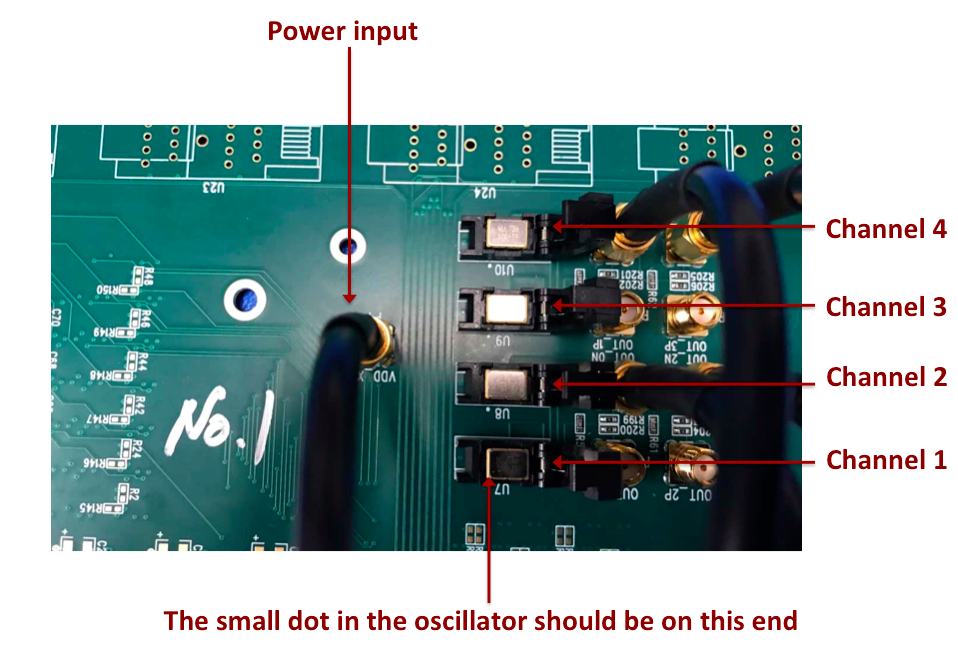 Power input
U23
U24
Channel 4
U10
R48
R150
R201
R202
R205
R206
Channel 3
C70
R46
R149
U9
OUT_1P
OUT_3P
OUT_0N
OUT_2N
R44
R148
VDD
Channel 2
U8
R42
R147
No.1
R199
R200
R61
Channel 1
R24
R146
U7
OUT_2P
R2
R145
The small dot in the oscillator should be on this end